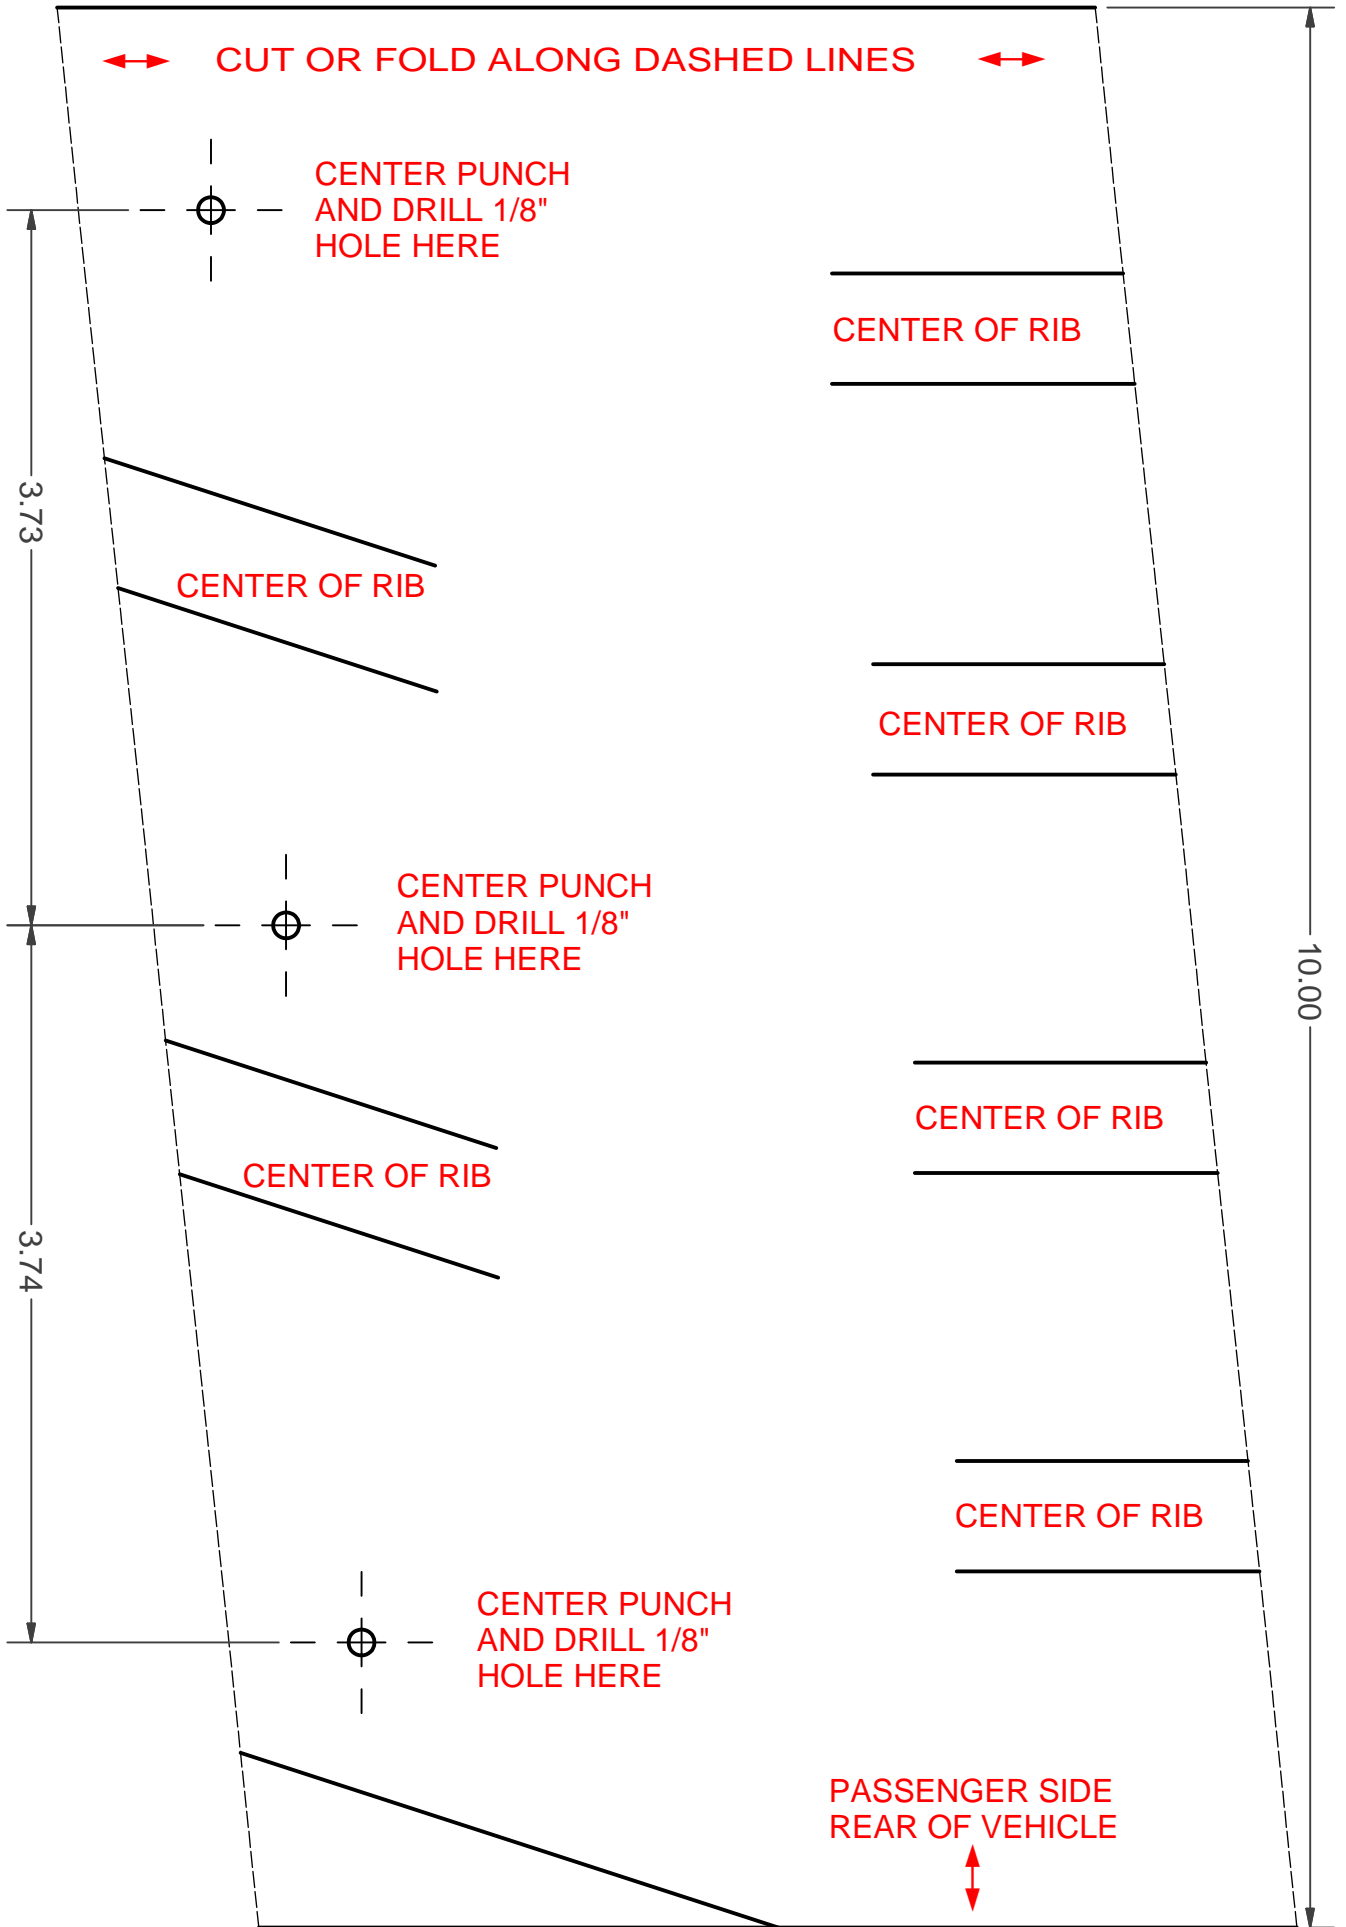 CUT OR FOLD ALONG DASHED LINES
CENTER PUNCH
AND DRILL 1/8"
HOLE HERE
CENTER OF RIB
3.73
CENTER OF RIB
CENTER OF RIB
CENTER PUNCH
AND DRILL 1/8"
HOLE HERE
10.00
CENTER OF RIB
CENTER OF RIB
3.74
CENTER OF RIB
CENTER PUNCH
AND DRILL 1/8"
HOLE HERE
PASSENGER SIDE
REAR OF VEHICLE